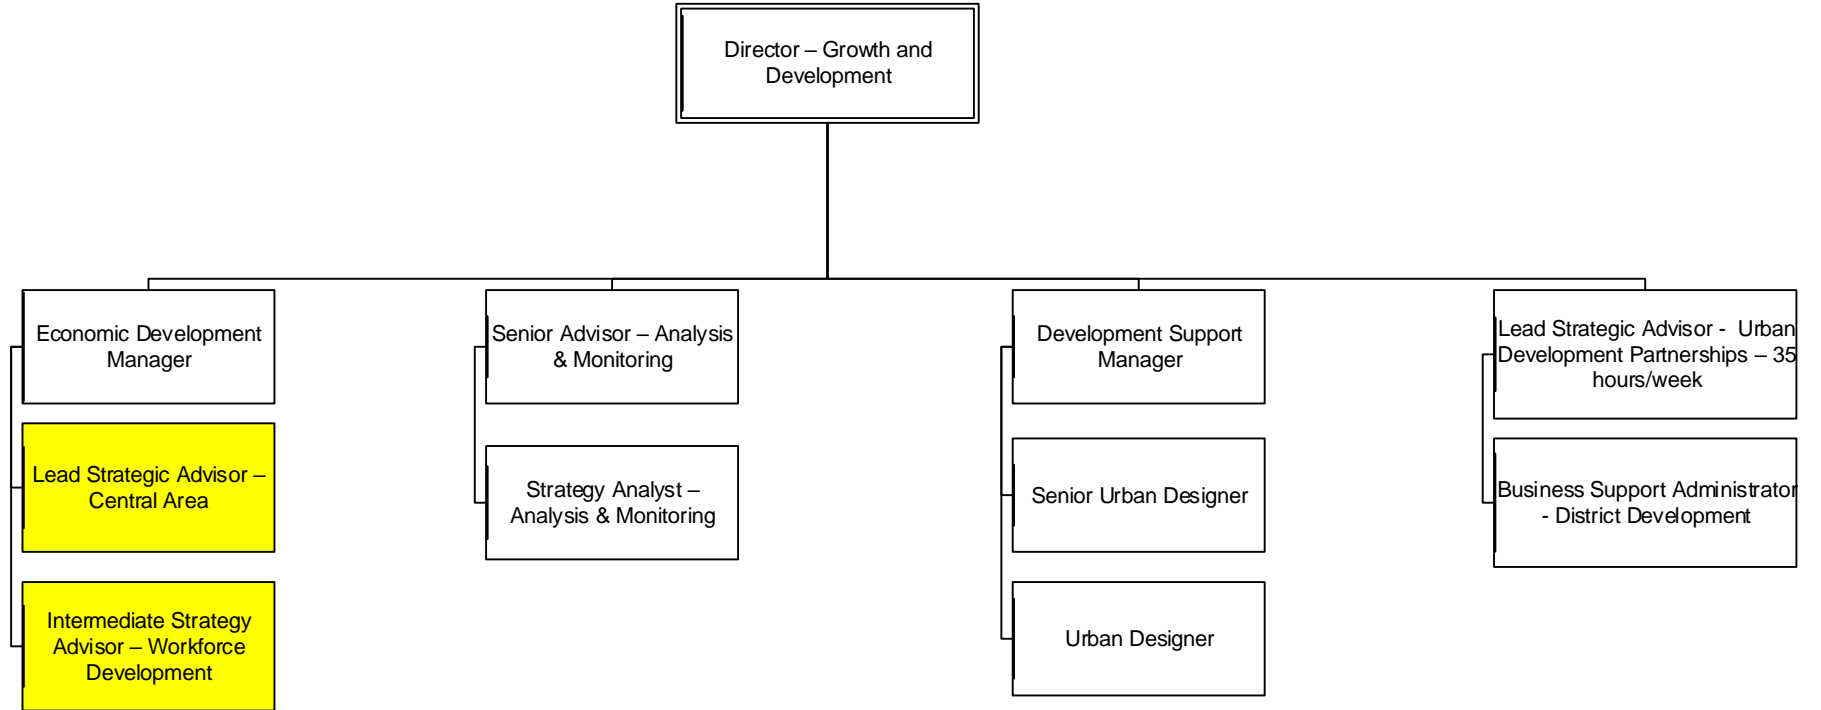 Director – Growth and
Development
Economic Development
Manager
Senior Advisor – Analysis
& Monitoring
Development Support
Manager
Lead Strategic Advisor -  Urban
Development Partnerships – 35
hours/week
Lead Strategic Advisor –
Central Area
Strategy Analyst –
Analysis & Monitoring
Senior Urban Designer
Business Support Administrator
- District Development
Intermediate Strategy
Advisor – Workforce
Development
Urban Designer